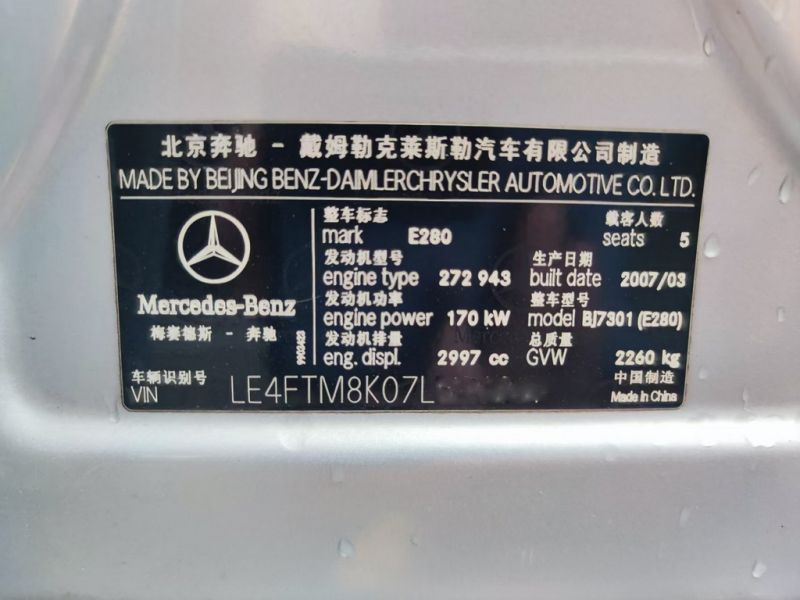 北京奔驰 - 戴姆勒克莱斯勒汽车有限公司制造
MADE BY BEIJING BENZ-DAIMLERCHRYSLER AUTOMOTIVE CO. LTD.
整车标志 载客人数
mark E280 seats 5
发动机型号 生产日期
engine type 272 943 built date 2007/03
发动机功率 整车型号
Mercedes-Benz engine power 170 kW model BJ7301 (E280)
梅赛德斯 - 奔驰 发动机排量 总质量
eng. displ. 2997 cc GVW 2260 kg
车辆识别号 中国制造
VIN LE4FTM8K07L Made in China